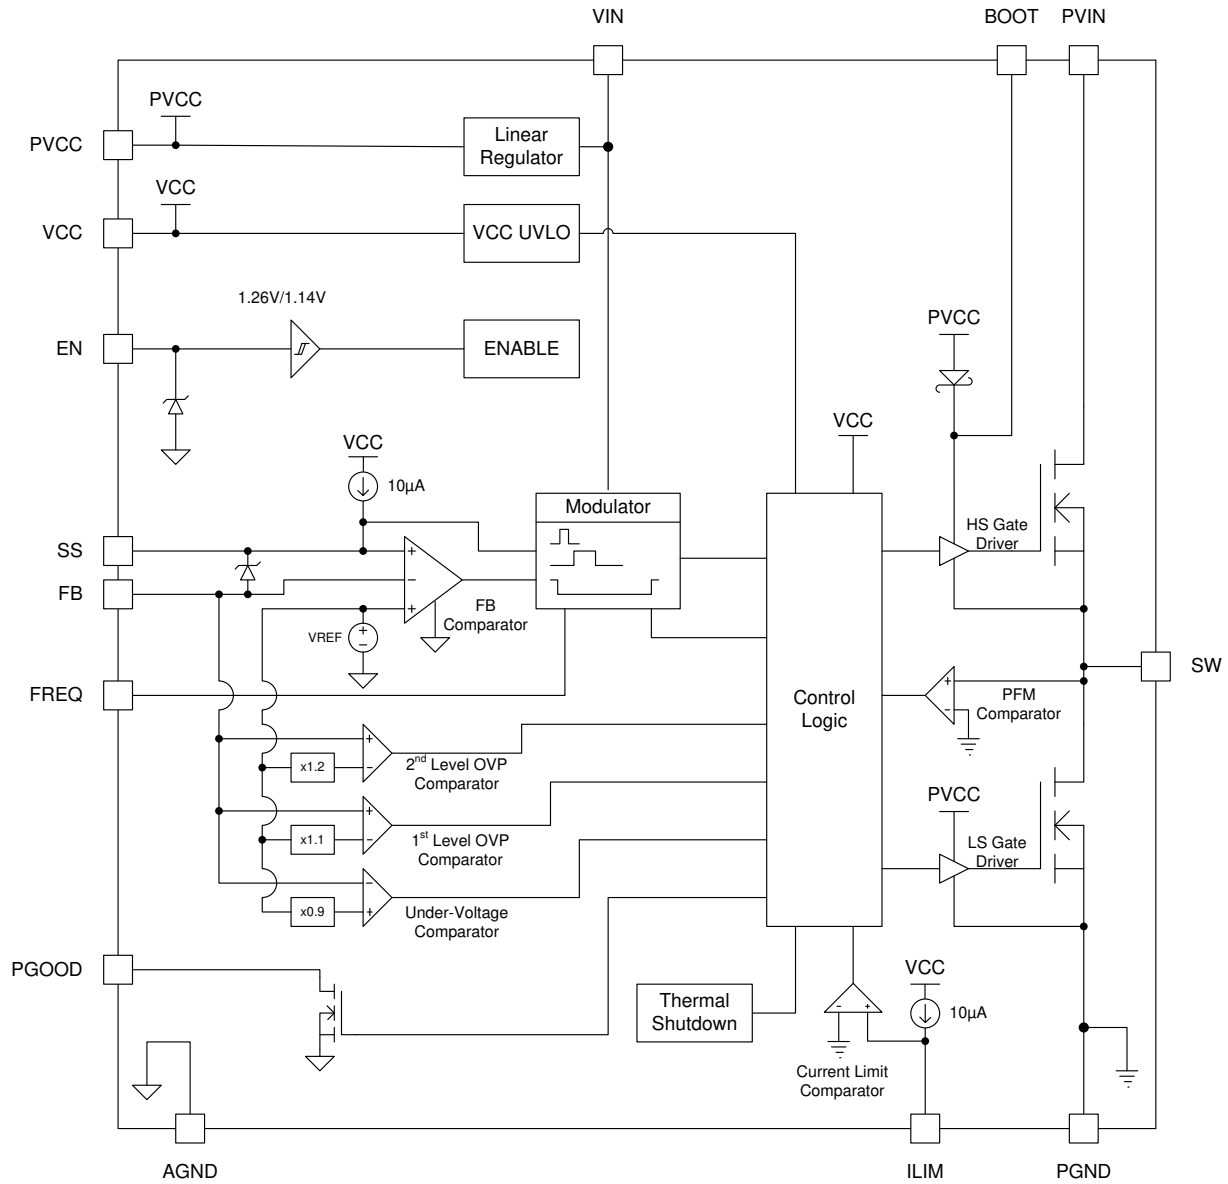 VIN
BOOT
PVIN
PVCC
PVCC
Linear
Regulator
VCC
VCC
VCC UVLO
1.26V/1.14V
EN
ENABLE
PVCC
VCC
VCC
10µA
Modulator
SS
FB
+
−
+
FB
Comparator
VREF
+
−
HS Gate
Driver
FREQ
Control
Logic
SW
+
-
PFM
Comparator
x1.2
+
-
2nd Level OVP
Comparator
x1.1
+
-
1st Level OVP
Comparator
PVCC
LS Gate
Driver
x0.9
-
+
Under-Voltage
Comparator
PGOOD
Thermal
Shutdown
VCC
10µA
-
+
Current Limit
Comparator
AGND
ILIM
PGND